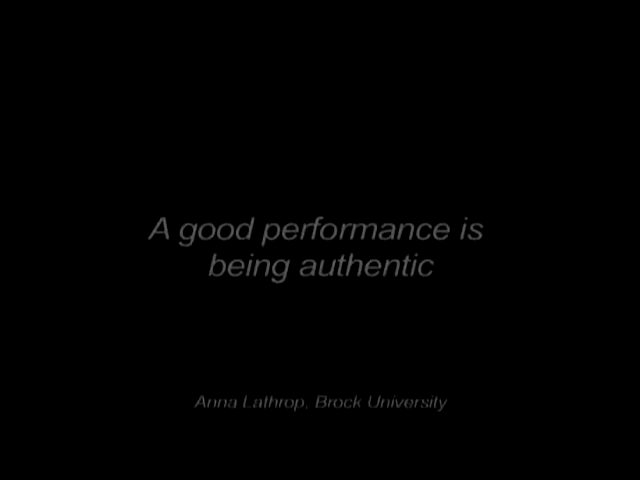 A good performance is
being authentic
Anna Lathrop, Brock University